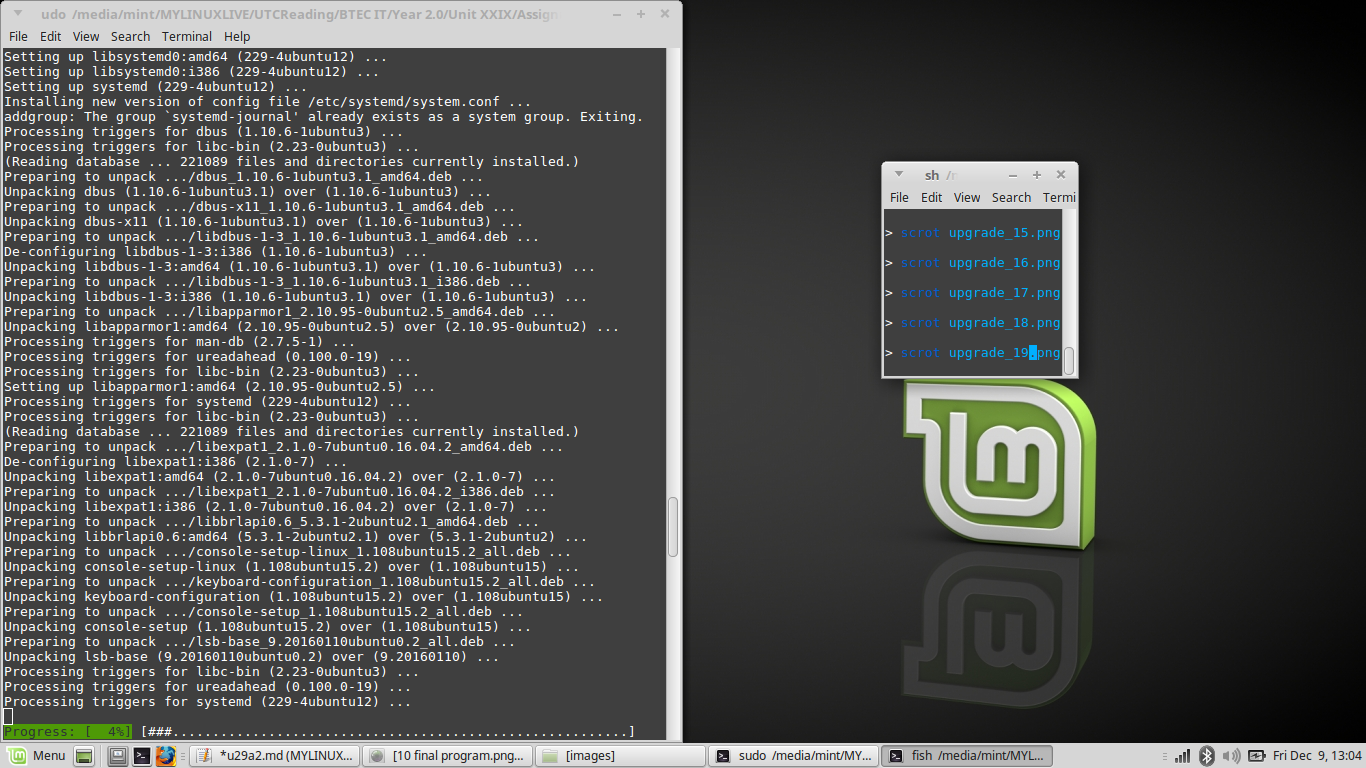 udo /media/mint/MYLINUXLIVE/UTCReading/BTEC IT/Year 2.0/Unit XXIX/Assign
File Edit View Search Terminal Help
Setting up libsystemd0:amd64 (229-4ubuntu12) ...
Setting up libsystemd0:i386 (229-4ubuntu12) ...
Setting up systemd (229-4ubuntu12) ...
Installing new version of config file /etc/systemd/system.conf ...
addgroup: The group `systemd-journal' already exists as a system group. Exiting.
Processing triggers for dbus (1.10.6-1ubuntu3) ...
Processing triggers for libc-bin (2.23-0ubuntu3) ...
(Reading database ... 221089 files and directories currently installed.)
Preparing to unpack .../dbus_1.10.6-1ubuntu3.1_amd64.deb ...
Unpacking dbus (1.10.6-1ubuntu3.1) over (1.10.6-1ubuntu3) ...
Preparing to unpack .../dbus-x11_1.10.6-1ubuntu3.1_amd64.deb ...
Unpacking dbus-x11 (1.10.6-1ubuntu3.1) over (1.10.6-1ubuntu3) ...
Preparing to unpack .../libdbus-1-3_1.10.6-1ubuntu3.1_amd64.deb ...
De-configuring libdbus-1-3:i386 (1.10.6-1ubuntu3) ...
Unpacking libdbus-1-3:amd64 (1.10.6-1ubuntu3.1) over (1.10.6-1ubuntu3) ...
Preparing to unpack .../libdbus-1-3_1.10.6-1ubuntu3.1_i386.deb ...
Unpacking libdbus-1-3:i386 (1.10.6-1ubuntu3.1) over (1.10.6-1ubuntu3) ...
Preparing to unpack .../libapparmor1_2.10.95-0ubuntu2.5_amd64.deb ...
Unpacking libapparmor1:amd64 (2.10.95-0ubuntu2.5) over (2.10.95-0ubuntu2) ...
Processing triggers for man-db (2.7.5-1) ...
Processing triggers for ureadahead (0.100.0-19) ...
Processing triggers for libc-bin (2.23-0ubuntu3) ...
Setting up libapparmor1:amd64 (2.10.95-0ubuntu2.5) ...
Processing triggers for systemd (229-4ubuntu12) ...
Processing triggers for libc-bin (2.23-0ubuntu3) ...
(Reading database ... 221089 files and directories currently installed.)
Preparing to unpack .../libexpat1_2.1.0-7ubuntu0.16.04.2_amd64.deb ...
De-configuring libexpat1:i386 (2.1.0-7) ...
Unpacking libexpat1:amd64 (2.1.0-7ubuntu0.16.04.2) over (2.1.0-7) ...
Preparing to unpack .../libexpat1_2.1.0-7ubuntu0.16.04.2_i386.deb ...
Unpacking libexpat1:i386 (2.1.0-7ubuntu0.16.04.2) over (2.1.0-7) ...
Preparing to unpack .../libbrlapi0.6_5.3.1-2ubuntu2.1_amd64.deb ...
Unpacking libbrlapi0.6:amd64 (5.3.1-2ubuntu2.1) over (5.3.1-2ubuntu2) ...
Preparing to unpack .../console-setup-linux_1.108ubuntu15.2_all.deb ...
Unpacking console-setup-linux (1.108ubuntu15.2) over (1.108ubuntu15) ...
Preparing to unpack .../keyboard-configuration_1.108ubuntu15.2_all.deb ...
Unpacking keyboard-configuration (1.108ubuntu15.2) over (1.108ubuntu15) ...
Preparing to unpack .../console-setup_1.108ubuntu15.2_all.deb ...
Unpacking console-setup (1.108ubuntu15.2) over (1.108ubuntu15) ...
Preparing to unpack .../lsb-base_9.20160110ubuntu0.2_all.deb ...
Unpacking lsb-base (9.20160110ubuntu0.2) over (9.20160110) ...
Processing triggers for libc-bin (2.23-0ubuntu3) ...
Processing triggers for ureadahead (0.100.0-19) ...
Processing triggers for systemd (229-4ubuntu12) ...
Progress: [  4%] [###..........................................................]
sh /r
File Edit View Search Termi
> scrot upgrade_15.png
> scrot upgrade_16.png
> scrot upgrade_17.png
> scrot upgrade_18.png
> scrot upgrade_19.png
Menu *u29a2.md (MYLINUX... [10 final program.png... [images] sudo /media/mint/MY... fish /media/mint/MYL... Fri Dec 9, 13:04